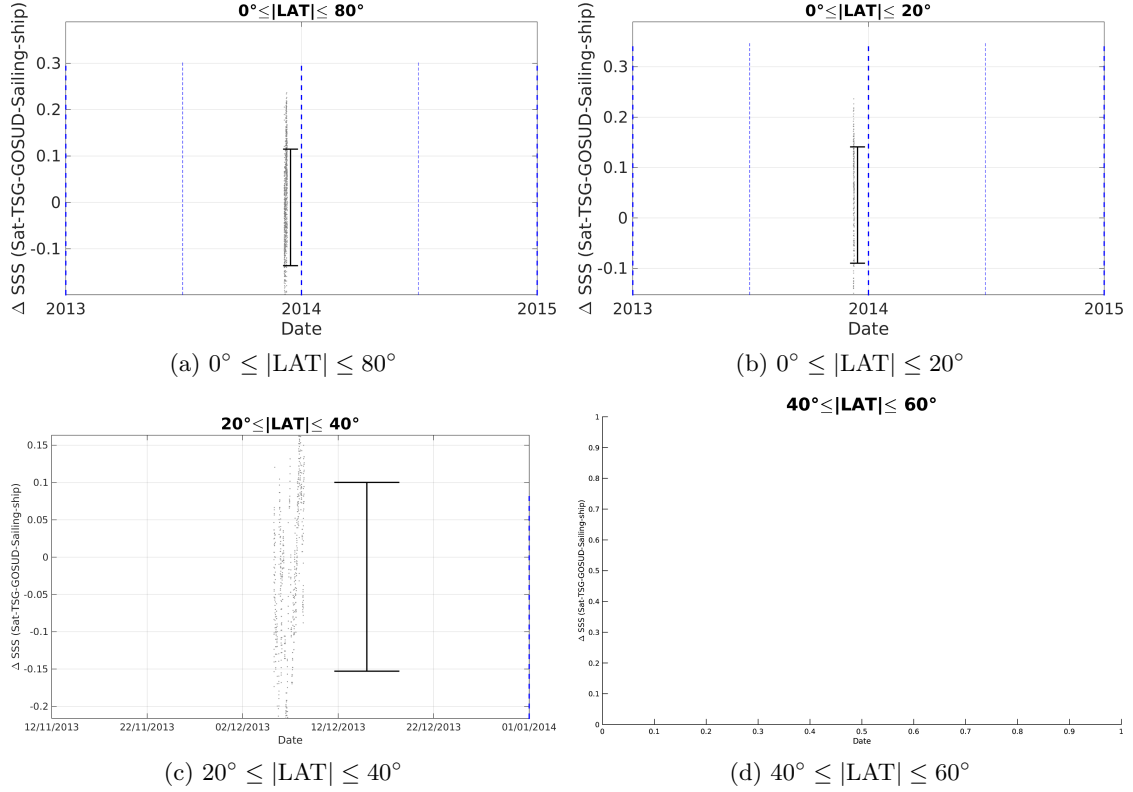 0°≤|LAT|≤ 80°
Δ SSS (Sat-TSG-GOSUD-Sailing-ship)
0.3
0.2
0.1
0
-0.1
2013 2014 2015
Date
(a) 0° ≤ |LAT| ≤ 80°
0°≤|LAT|≤ 20°
Δ SSS (Sat-TSG-GOSUD-Sailing-ship)
0.3
0.2
0.1
0
-0.1
2013 2014 2015
Date
(b) 0° ≤ |LAT| ≤ 20°
20°≤|LAT|≤ 40°
Δ SSS (Sat-TSG-GOSUD-Sailing-ship)
0.15
0.1
0.05
0
-0.05
-0.1
-0.15
-0.2
12/11/2013 22/11/2013 02/12/2013 12/12/2013 22/12/2013 01/01/2014
Date
(c) 20° ≤ |LAT| ≤ 40°
40°≤|LAT|≤ 60°
Δ SSS (Sat-TSG-GOSUD-Sailing-ship)
1
0.9
0.8
0.7
0.6
0.5
0.4
0.3
0.2
0.1
0
0 0.1 0.2 0.3 0.4 0.5 0.6 0.7 0.8 0.9 1
Date
(d) 40° ≤ |LAT| ≤ 60°